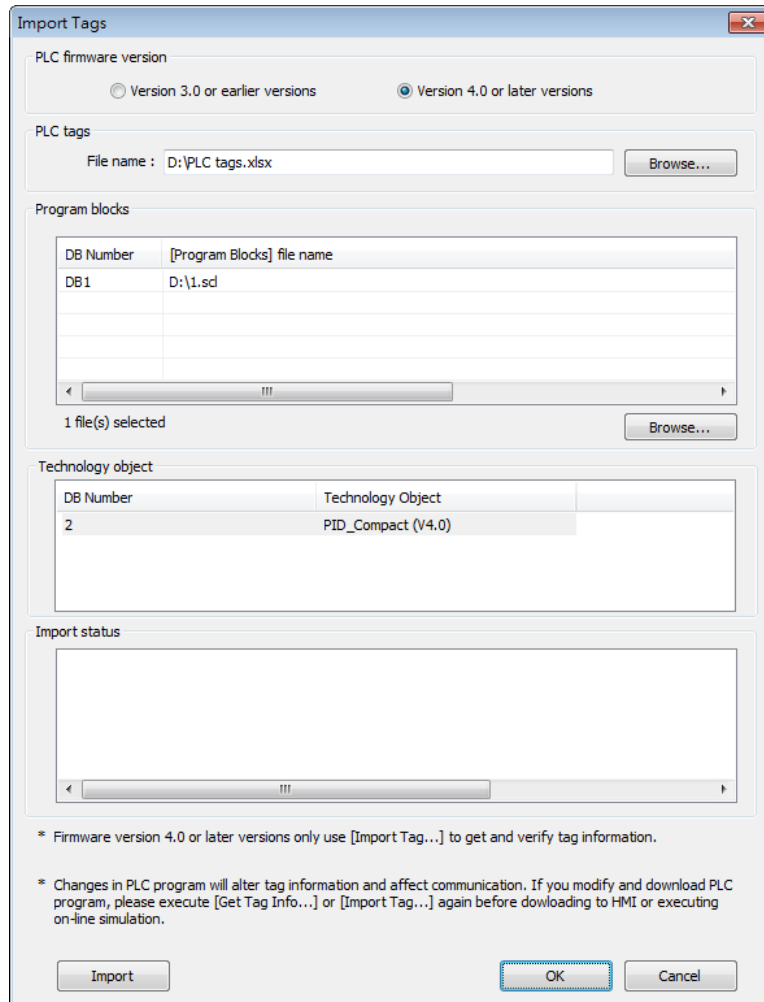 Import Tags
PLC firmware version
Version 3.0 or earlier versions
Version 4.0 or later versions
PLC tags
File name : D:\PLC tags.xlsx Browse...
Program blocks
DB Number [Program Blocks] file name
DB1 D:\1.scl
1 file(s) selected Browse...
Technology object
DB Number Technology Object
2 PID_Compact (V4.0)
Import status
* Firmware version 4.0 or later versions only use [Import Tag...] to get and verify tag information.
* Changes in PLC program will alter tag information and affect communication. If you modify and download PLC
program, please execute [Get Tag Info...] or [Import Tag...] again before dowloading to HMI or executing
on-line simulation.
Import OK Cancel